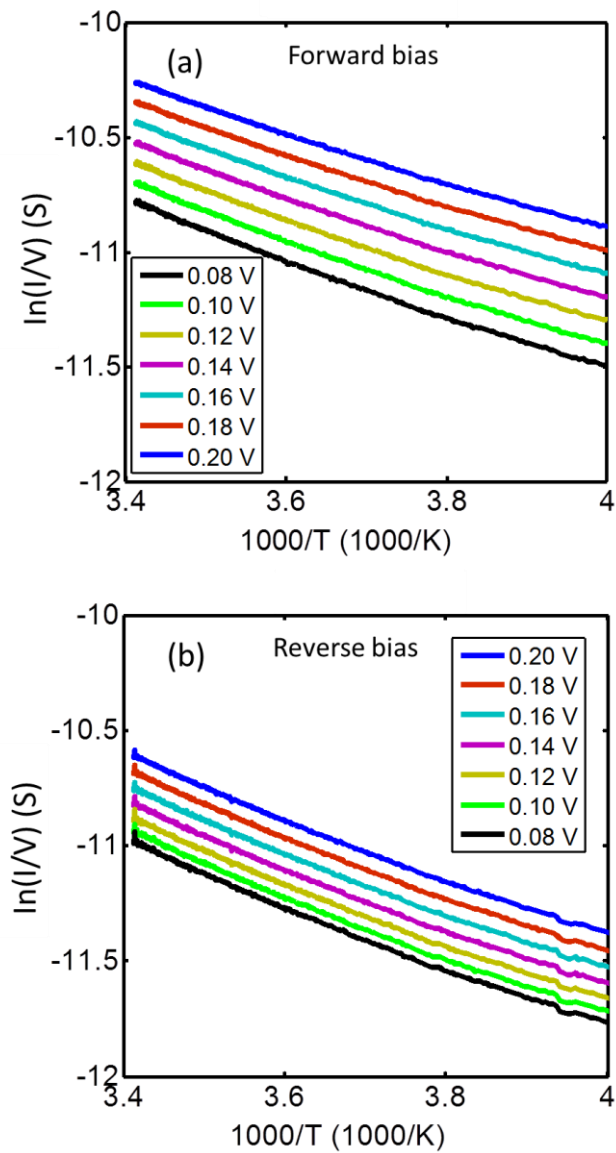 -10
(a) Forward bias
-10.5
-11
-11.5
-12
ln(I/V) (S)
0.08 V
0.10 V
0.12 V
0.14 V
0.16 V
0.18 V
0.20 V
3.4 3.6 3.8 4
1000/T (1000/K)
-10
(b) Reverse bias
-10.5
-11
-11.5
-12
ln(I/V) (S)
0.20 V
0.18 V
0.16 V
0.14 V
0.12 V
0.10 V
0.08 V
3.4 3.6 3.8 4
1000/T (1000/K)